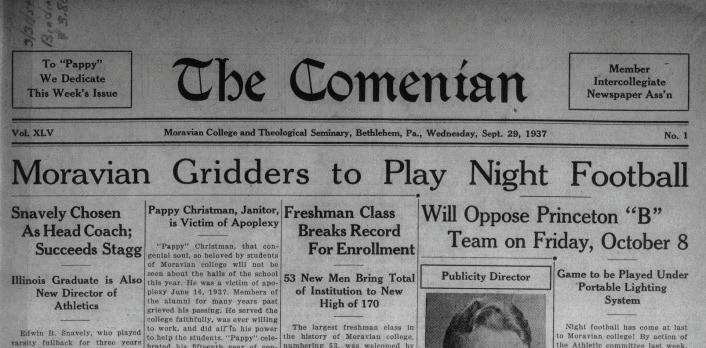 To "Pappy"
We Dedicate
This Week's Issue
The Comenian
Member
Intercollegiate
Newspaper Ass'n
Vol. XLV
Moravian College and Theological Seminary, Bethlehem, Pa., Wednesday, Sept. 29, 1937
No. 1
Moravian Gridders to Play Night Football
Snavely Chosen
As Head Coach;
Succeeds Stagg
Illinois Graduate is Also
New Director of
Athletics
Edwin B. Snavely, who played
varsity fullback for three years
Pappy Christman, Janitor,
is Victim of Apoplexy
"Pappy" Christman, that con-
genial soul, so beloved by students
of Moravian college will not be
seen about the halls of the school
this year. He was a victim of apo-
plexy June 14, 1937. Members of
the alumni for many years past
grieved his passing. He served the
college faithfully, was ever willing
to work, and did all in his power
to help the students. "Pappy" cele-
brated his fifteenth year of con-
Freshman Class
Breaks Record
For Enrollment
53 New Men Bring Total
of Institution to New
High of 170
The largest freshman class in
the history of Moravian college,
numbering 53, was welcomed by
Will Oppose Princeton "B"
Team on Friday, October 8
Publicity Director
Game to be Played Under
Portable Lighting
System
Night football has come at last
to Moravian college! By action of
the Athletic committee last week,